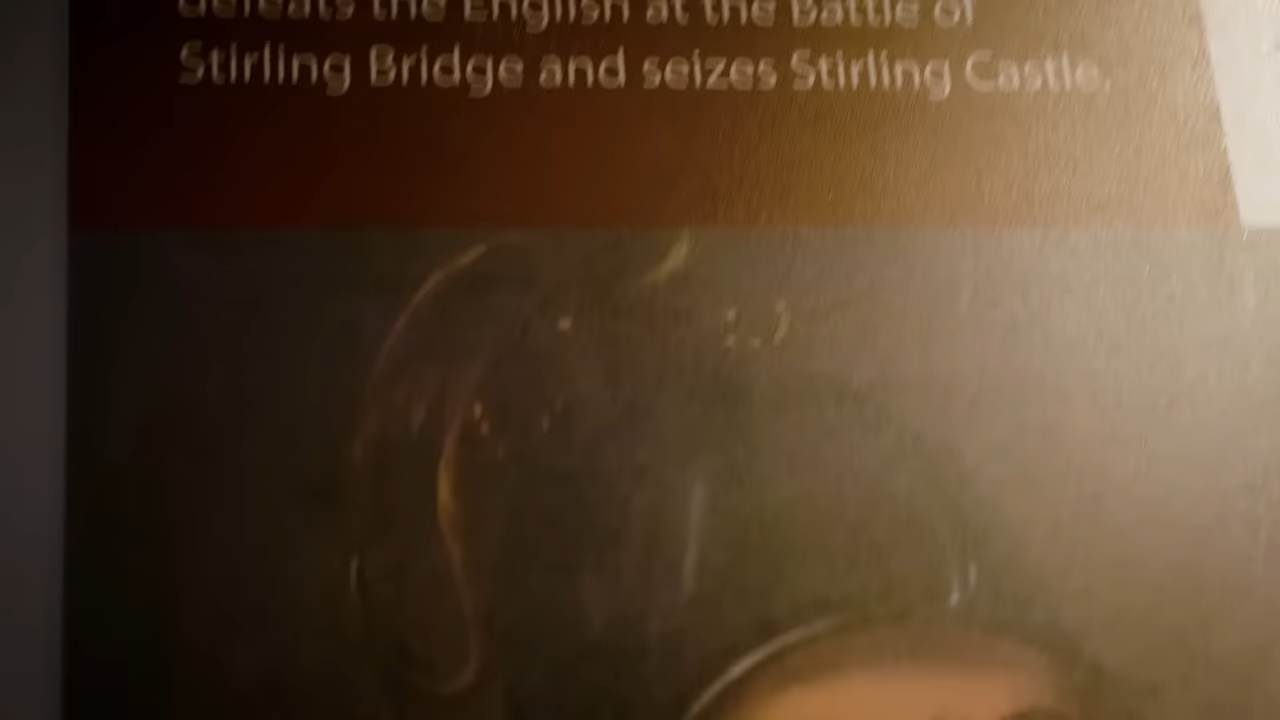 defeats the English at the Battle of
Stirling Bridge and seizes Stirling Castle.